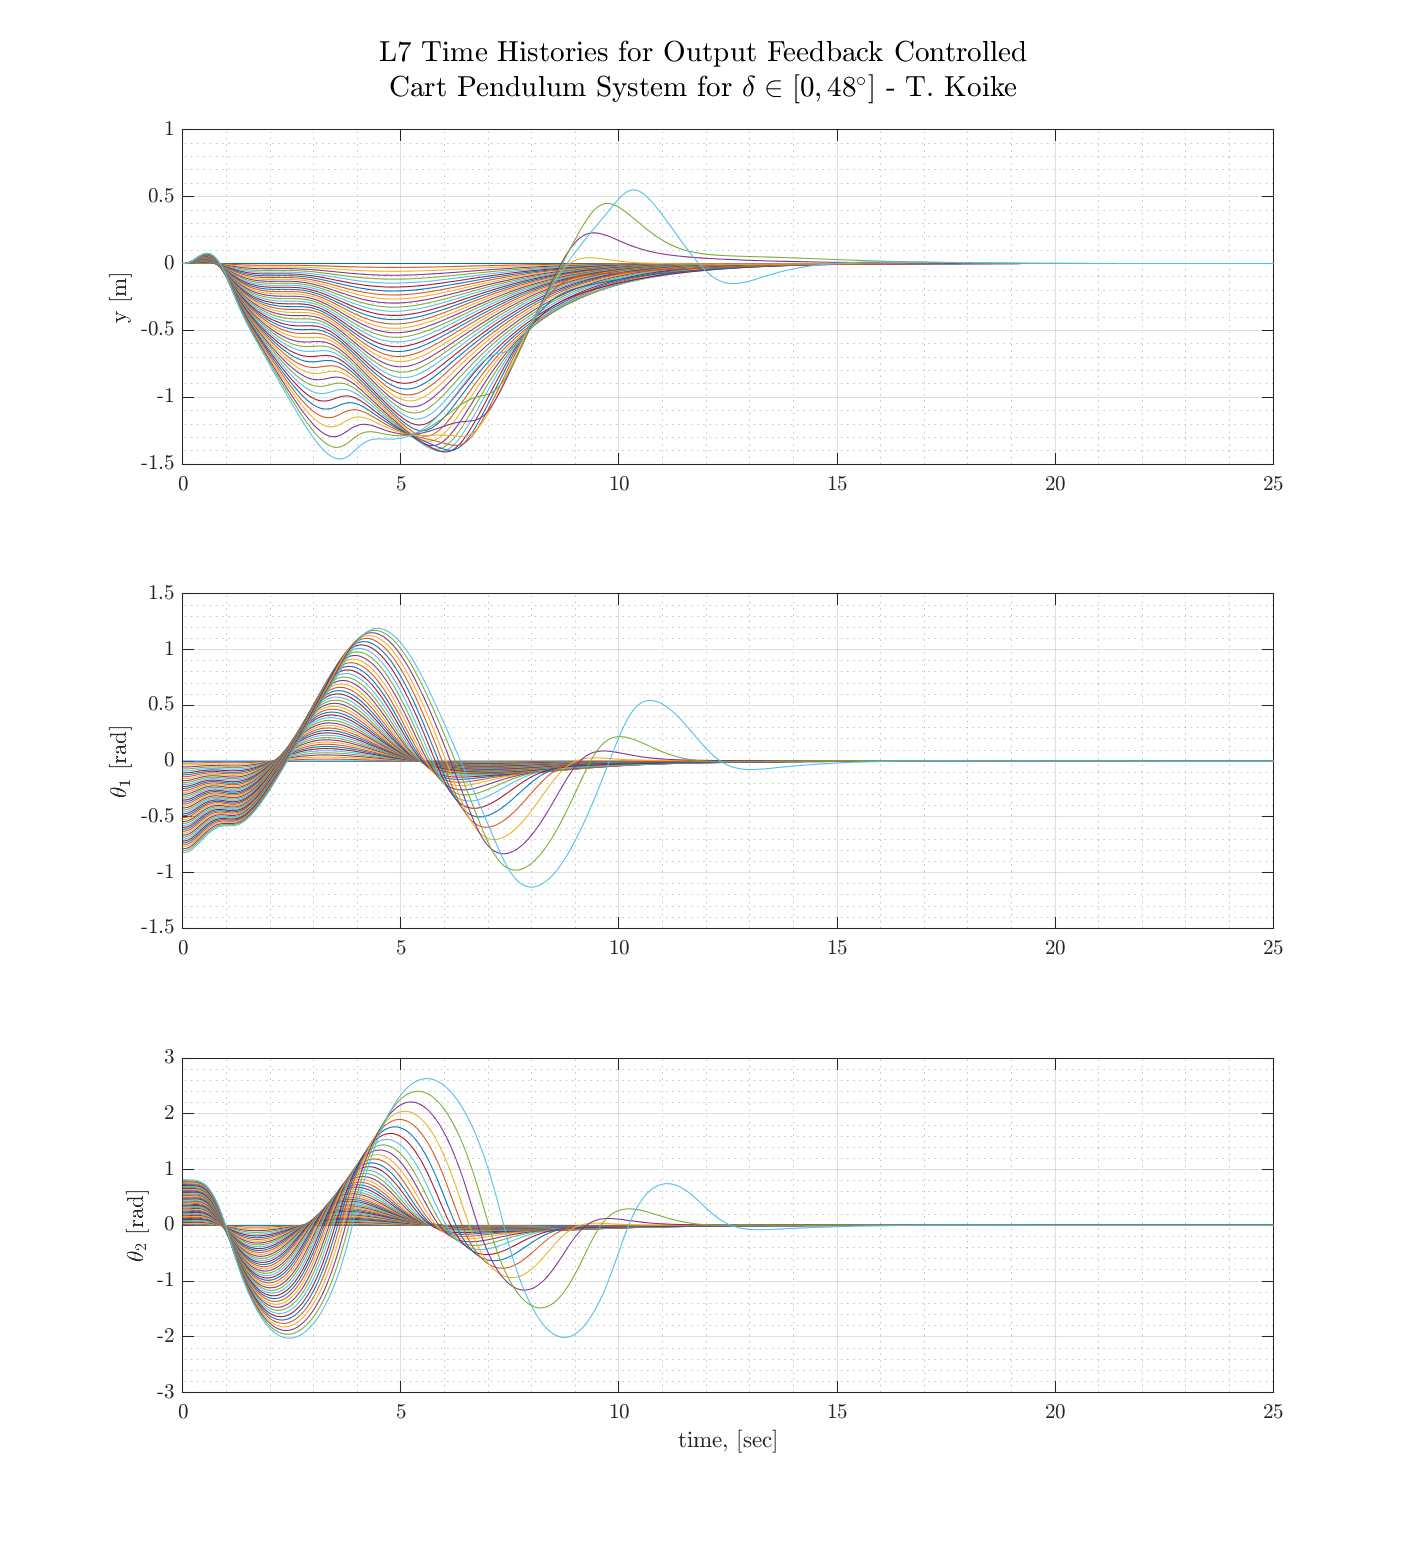 L7 Time Histories for Output Feedback Controlled
Cart Pendulum System for δ ∈ [0, 48°] - T. Koike
1
0.5
0
-0.5
-1
-1.5
y [m]
0 5 10 15 20 25
1.5
1
0.5
0
-0.5
-1
-1.5
θ₁ [rad]
0 5 10 15 20 25
3
2
1
0
-1
-2
-3
θ₂ [rad]
0 5 10 15 20 25
time, [sec]